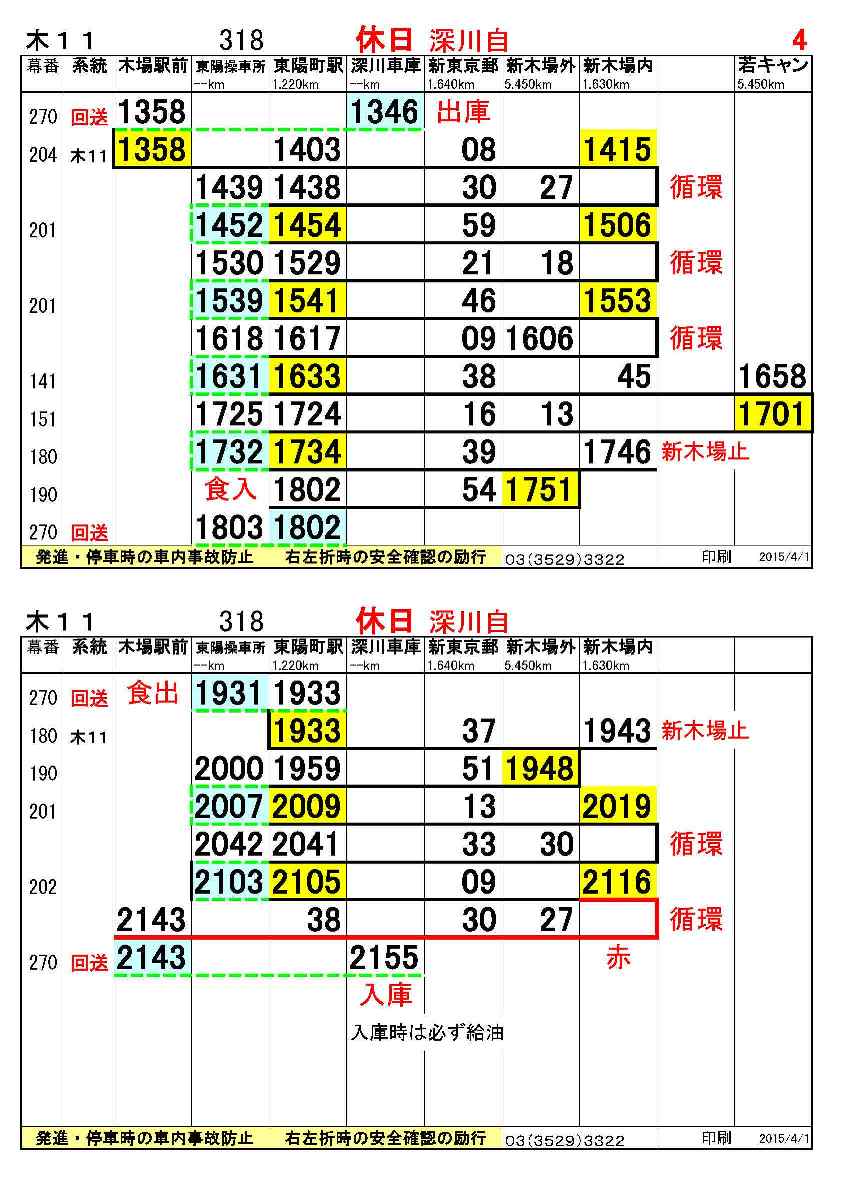 木１１ 318 休日 深川自 4
幕番 系統 木場駅前 東陽操車所 東陽町駅 深川車庫 新東京郵 新木場外 新木場内 若キャン
--km 1.220km --km 1.640km 5.450km 1.630km 5.450km
270 回送 1358 1346 出庫
204 木11 1358 1403 08 1415
1439 1438 30 27 循環
201 1452 1454 59 1506
1530 1529 21 18 循環
201 1539 1541 46 1553
1618 1617 09 1606 循環
141 1631 1633 38 45 1658
151 1725 1724 16 13 1701
180 1732 1734 39 1746 新木場止
190 食入 1802 54 1751
270 回送 1803 1802
発進・停車時の車内事故防止 右左折時の安全確認の励行 03(3529)3322 印刷 2015/4/1
木１１ 318 休日 深川自
幕番 系統 木場駅前 東陽操車所 東陽町駅 深川車庫 新東京郵 新木場外 新木場内
--km 1.220km --km 1.640km 5.450km 1.630km
270 回送 食出 1931 1933
180 木11 1933 37 1943 新木場止
190 2000 1959 51 1948
201 2007 2009 13 2019
2042 2041 33 30 循環
202 2103 2105 09 2116
2143 38 30 27 循環
270 回送 2143 2155 赤
入庫
入庫時は必ず給油
発進・停車時の車内事故防止 右左折時の安全確認の励行 03(3529)3322 印刷 2015/4/1